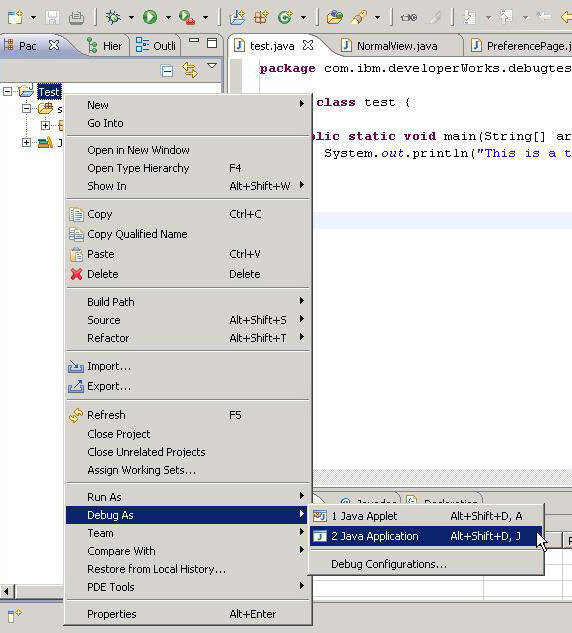 Pac Hier Outli test.java NormalView.java PreferencePage.j
package com.ibm.developerWorks.debugtes
Test
class test {
s
blic static void main(String[] ar
J System.out.println("This is a t
New
Go Into
Open in New Window
Open Type Hierarchy F4
Show In Alt+Shift+W
Copy Ctrl+C
Copy Qualified Name
Paste Ctrl+V
Delete Delete
Build Path
Source Alt+Shift+S
Refactor Alt+Shift+T
Import...
Export...
Refresh F5
Close Project
Close Unrelated Projects
Assign Working Sets...
Run As
Debug As
Team
Compare With
Restore from Local History...
PDE Tools
Properties Alt+Enter
Javadoc Declaration
1 Java Applet Alt+Shift+D, A
2 Java Application Alt+Shift+D, J
Debug Configurations...